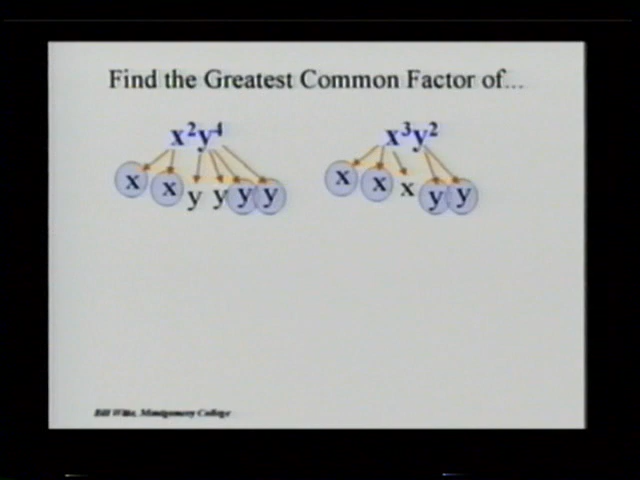 Find the Greatest Common Factor of...
x²y⁴ x³y²
x x y y y y x x x y y
Bill Witte, Montgomery College